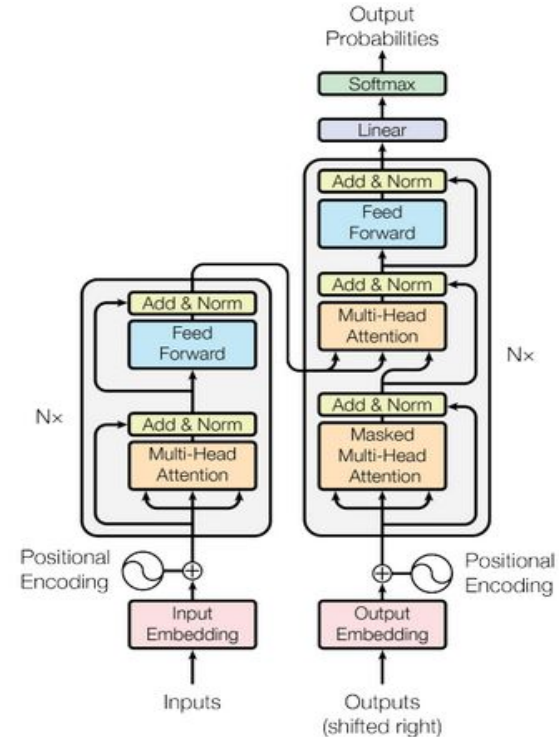 Output
Probabilities
Softmax
Linear
Add & Norm
Feed
Forward
Add & Norm
Multi-Head
Attention
Nx
Add & Norm
Masked
Multi-Head
Attention
Add & Norm
Feed
Forward
Nx
Add & Norm
Multi-Head
Attention
Positional
Encoding
Positional
Encoding
Input
Embedding
Output
Embedding
Inputs
Outputs
(shifted right)